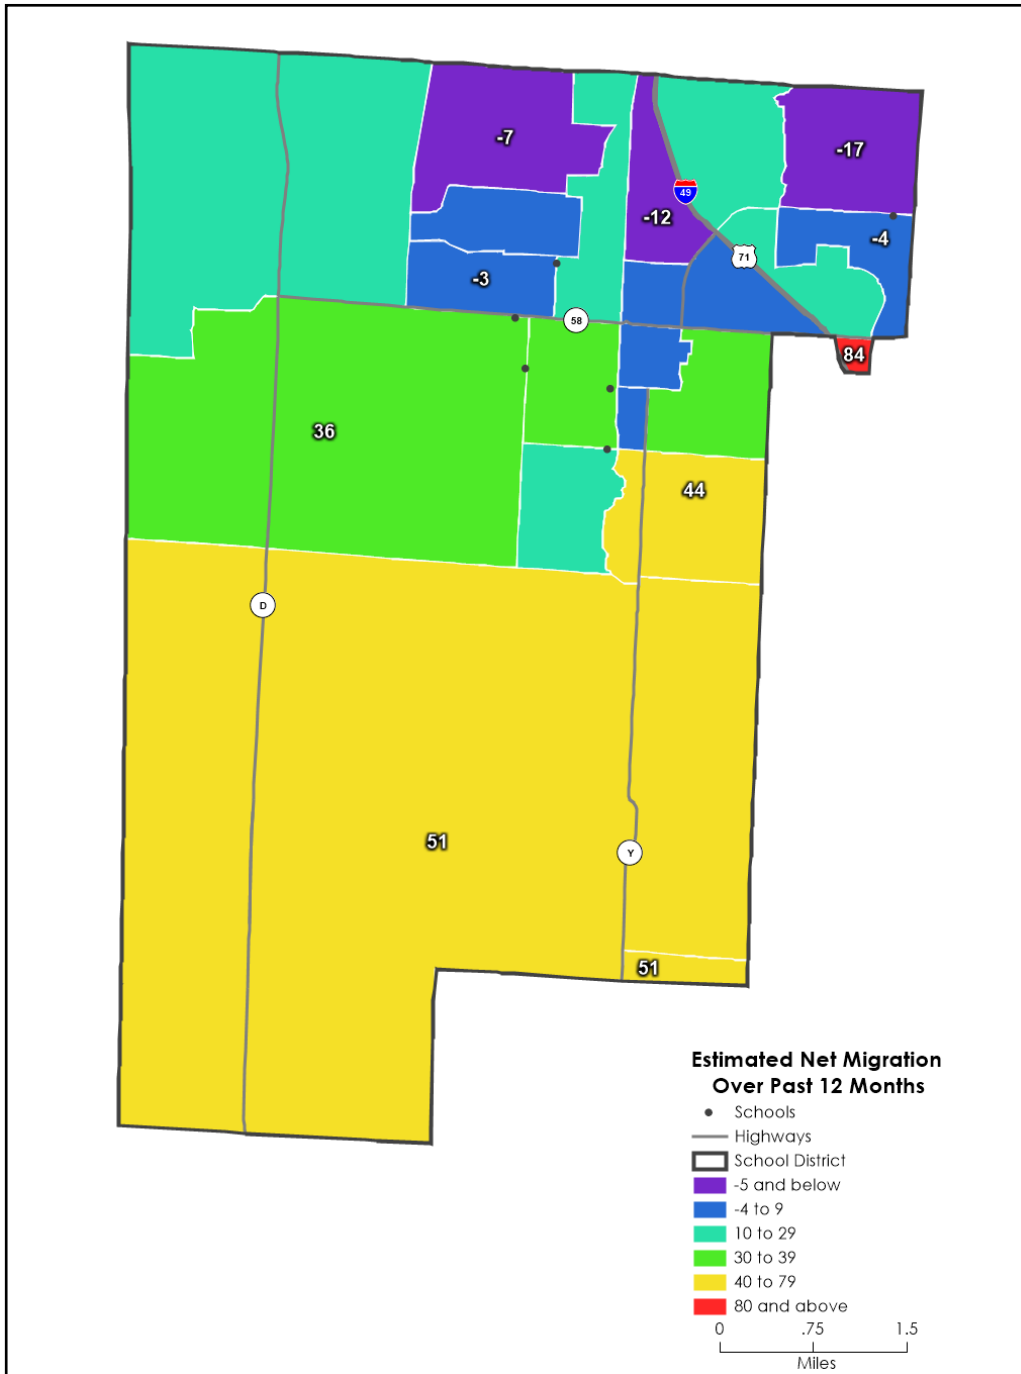 -7
-17
49
-12
-4
71
-3
58
84
36
44
D
51
Y
51
Estimated Net Migration
Over Past 12 Months
Schools
Highways
School District
-5 and below
-4 to 9
10 to 29
30 to 39
40 to 79
80 and above
0 .75 1.5
Miles